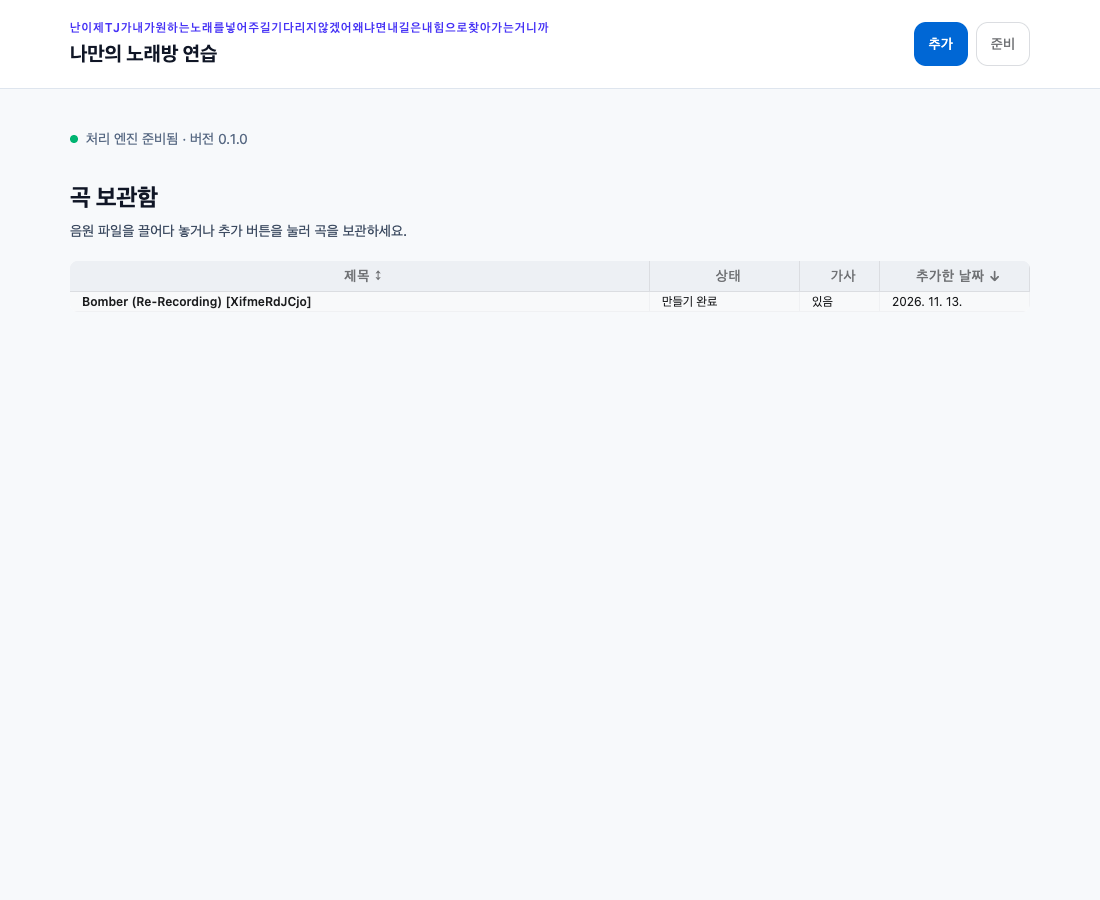 난이제TJ가내가원하는노래를넣어주길기다리지않겠어왜냐면내길은내힘으로찾아가는거니까
나만의 노래방 연습
추가
준비
처리 엔진 준비됨 · 버전 0.1.0
곡 보관함
음원 파일을 끌어다 놓거나 추가 버튼을 눌러 곡을 보관하세요.
제목 ↕ 상태 가사 추가한 날짜 ↓
Bomber (Re-Recording) [XifmeRdJCjo] 만들기 완료 있음 2026. 11. 13.